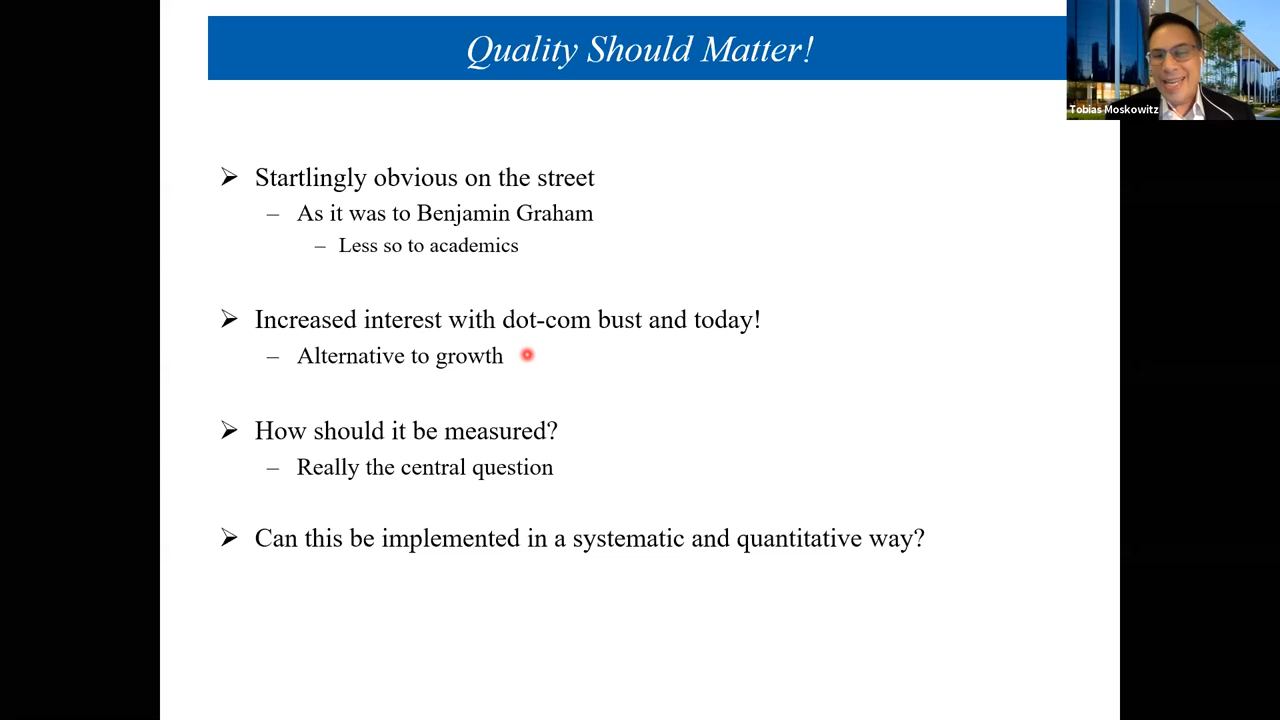 Quality Should Matter!
Tobias Moskowitz
➢ Startlingly obvious on the street
– As it was to Benjamin Graham
– Less so to academics
➢ Increased interest with dot-com bust and today!
– Alternative to growth
➢ How should it be measured?
– Really the central question
➢ Can this be implemented in a systematic and quantitative way?